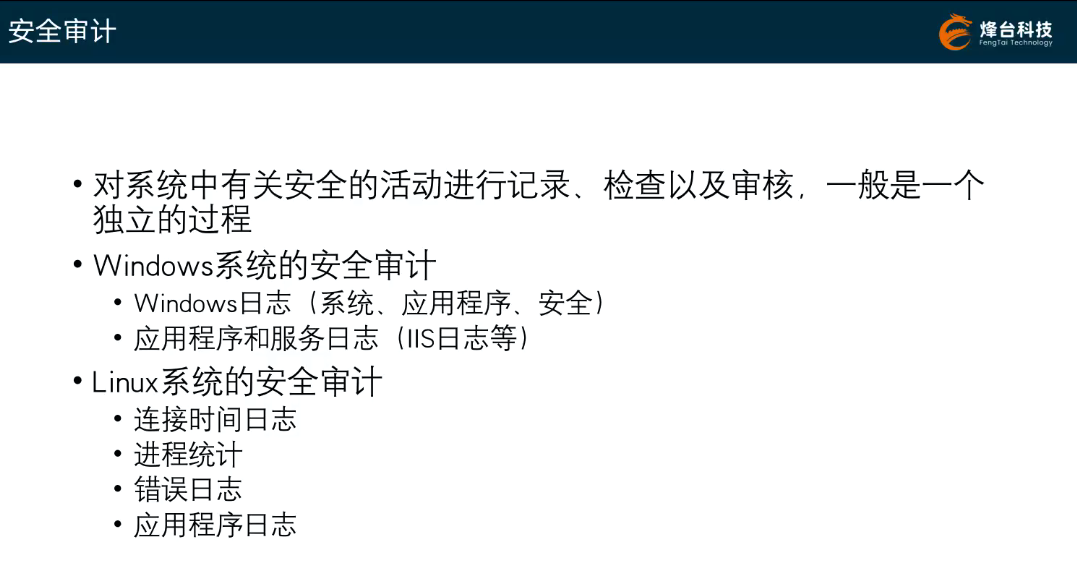 安全审计
烽台科技
FengTai Technology
• 对系统中有关安全的活动进行记录、检查以及审核，一般是一个
独立的过程
• Windows系统的安全审计
• Windows日志（系统、应用程序、安全）
• 应用程序和服务日志（IIS日志等）
• Linux系统的安全审计
• 连接时间日志
• 进程统计
• 错误日志
• 应用程序日志